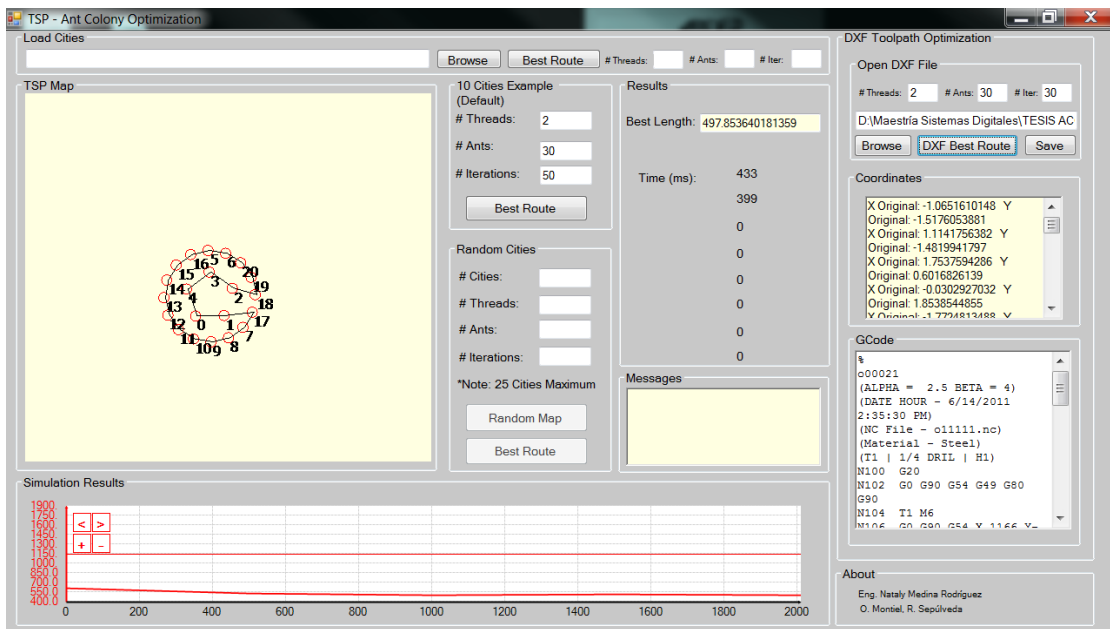 TSP - Ant Colony Optimization
Load Cities
Browse
Best Route
# Threads:
# Ants:
# Iter:
TSP Map
16 5 6 20
15 3
14 4 2 19
13 18
12 0 1 17
11 7
10 9 8
10 Cities Example
(Default)
# Threads: 2
# Ants: 30
# Iterations: 50
Best Route
Random Cities
# Cities:
# Threads:
# Ants:
# Iterations:
*Note: 25 Cities Maximum
Random Map
Best Route
Results
Best Length: 497.853640181359
Time (ms): 433
399
0
0
0
0
0
0
Messages
DXF Toolpath Optimization
Open DXF File
# Threads: 2 # Ants: 30 # Iter: 30
D:\Maestría Sistemas Digitales\TESIS AC
Browse
DXF Best Route
Save
Coordinates
X Original: -1.0651610148 Y
Original: -1.5176053881
X Original: 1.1141756382 Y
Original: -1.4819941797
X Original: 1.7537594286 Y
Original: 0.6016826139
X Original: -0.0302927032 Y
Original: 1.8538544855
X Original: -1.7724813488 Y
GCode
%
o00021
(ALPHA = 2.5 BETA = 4)
(DATE HOUR - 6/14/2011
2:35:30 PM)
(NC File - o11111.nc)
(Material - Steel)
(T1 | 1/4 DRIL | H1)
N100 G20
N102 G0 G90 G54 G49 G80
G90
N104 T1 M6
N106 G0 G90 G54 X.1166 Y-
Simulation Results
1900.
1750.
1600.
1450.
1300.
1150.
1000.
850.0
700.0
550.0
400.0
< >
+ -
0 200 400 600 800 1000 1200 1400 1600 1800 2000
About
Eng. Nataly Medina Rodríguez
O. Montiel, R. Sepúlveda